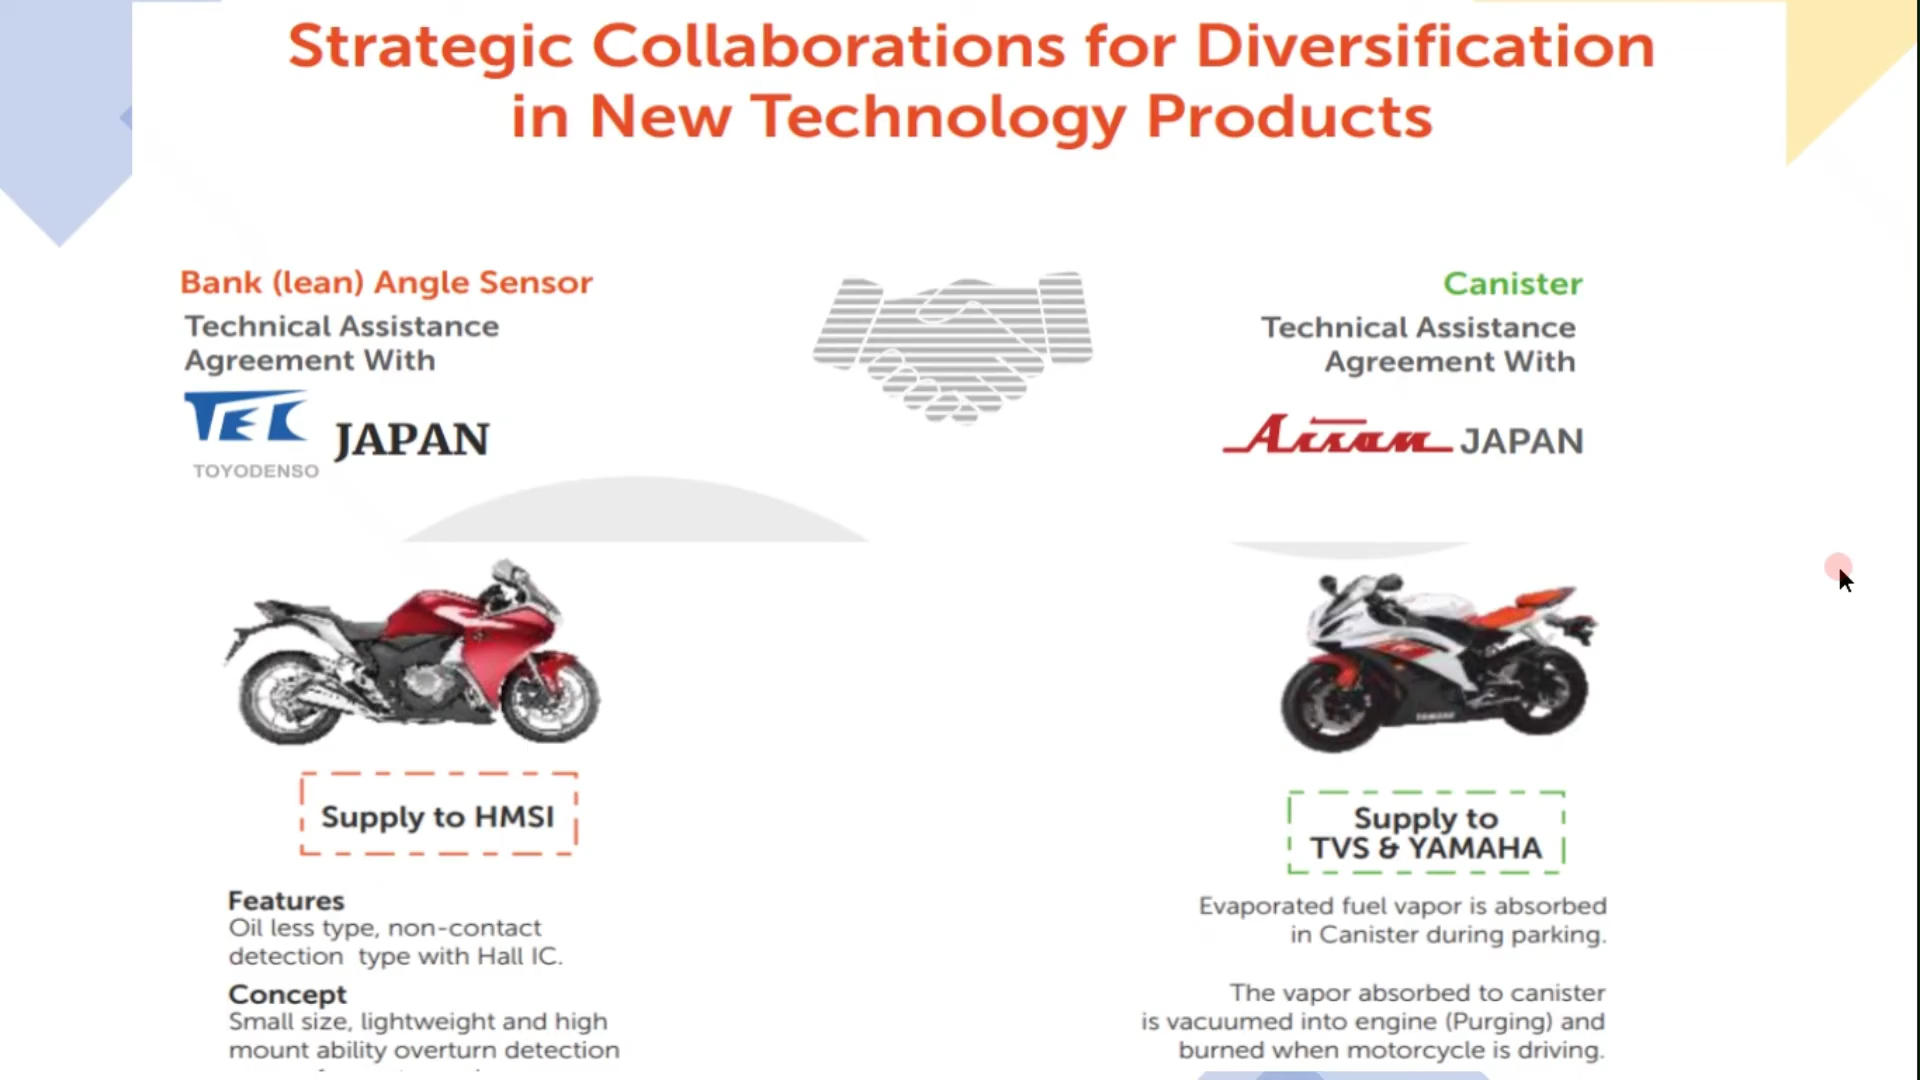 Strategic Collaborations for Diversification
in New Technology Products
Bank (lean) Angle Sensor
Technical Assistance
Agreement With
TEC
JAPAN
TOYODENSO
Canister
Technical Assistance
Agreement With
Aisan JAPAN
YAMAHA
Supply to HMSI
Features
Oil less type, non-contact
detection type with Hall IC.
Concept
Small size, lightweight and high
mount ability overturn detection
Supply to
TVS & YAMAHA
Evaporated fuel vapor is absorbed
in Canister during parking.
The vapor absorbed to canister
is vacuumed into engine (Purging) and
burned when motorcycle is driving.